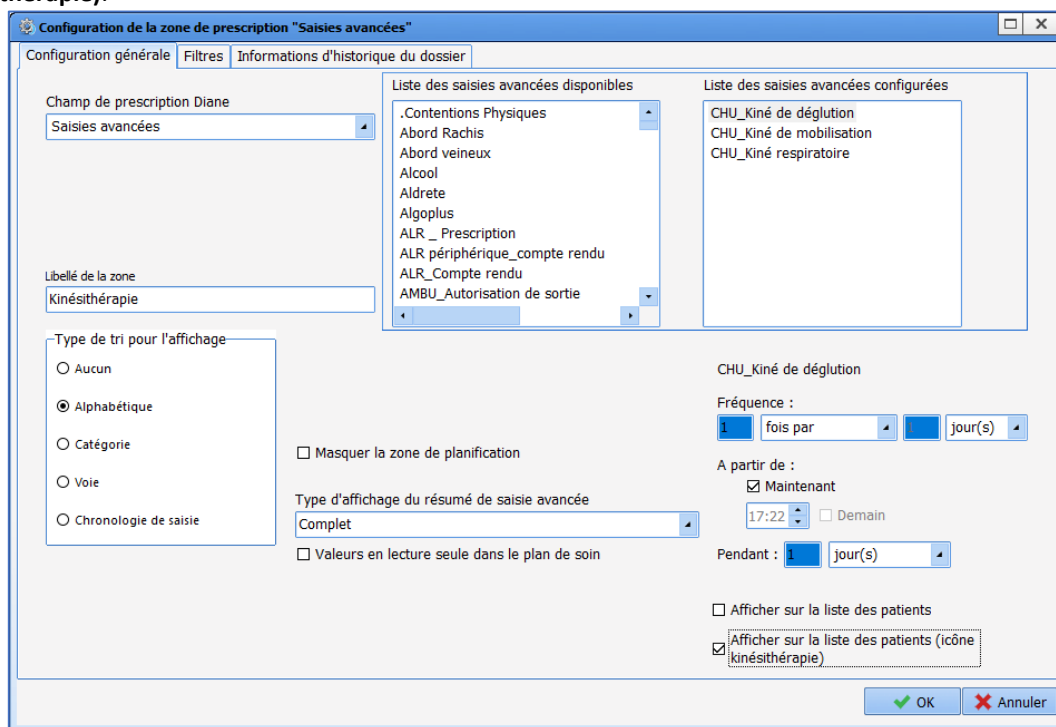 thérapie).
Configuration de la zone de prescription "Saisies avancées"
Configuration générale Filtres Informations d'historique du dossier
Champ de prescription Diane
Saisies avancées
Liste des saisies avancées disponibles
.Contentions Physiques
Abord Rachis
Abord veineux
Alcool
Aldrete
Algoplus
ALR _ Prescription
ALR périphérique_compte rendu
ALR_Compte rendu
AMBU_Autorisation de sortie
Liste des saisies avancées configurées
CHU_Kiné de déglution
CHU_Kiné de mobilisation
CHU_Kiné respiratoire
Libellé de la zone
Kinésithérapie
Type de tri pour l'affichage
Aucun
Alphabétique
Catégorie
Voie
Chronologie de saisie
Masquer la zone de planification
Type d'affichage du résumé de saisie avancée
Complet
Valeurs en lecture seule dans le plan de soin
CHU_Kiné de déglution
Fréquence :
1 fois par 1 jour(s)
A partir de :
Maintenant
17:22 Demain
Pendant : 1 jour(s)
Afficher sur la liste des patients
Afficher sur la liste des patients (icône
kinésithérapie)
OK Annuler